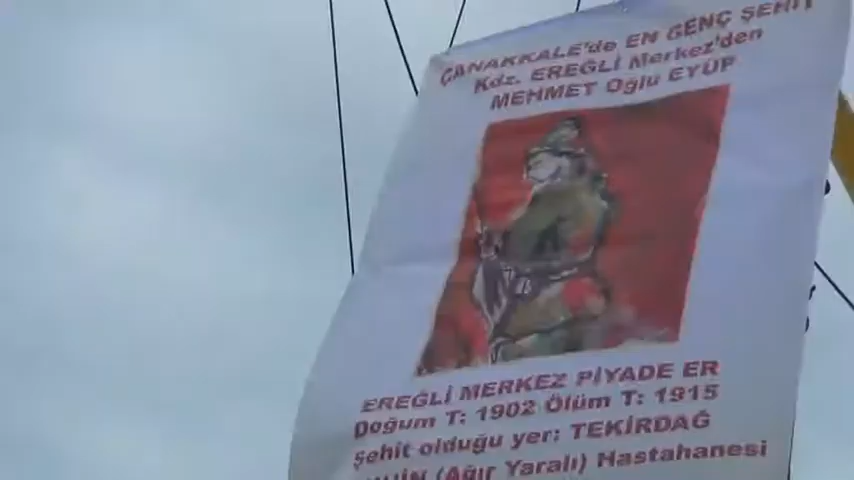 ÇANAKKALE'de EN GENÇ ŞEHİT
Kdz. EREĞLİ Merkez'den
MEHMET Oğlu EYÜP
EREĞLİ MERKEZ PİYADE ER
Doğum T: 1902 Ölüm T: 1915
Şehit olduğu yer: TEKİRDAĞ
(Ağır Yaralı) Hastahanesi